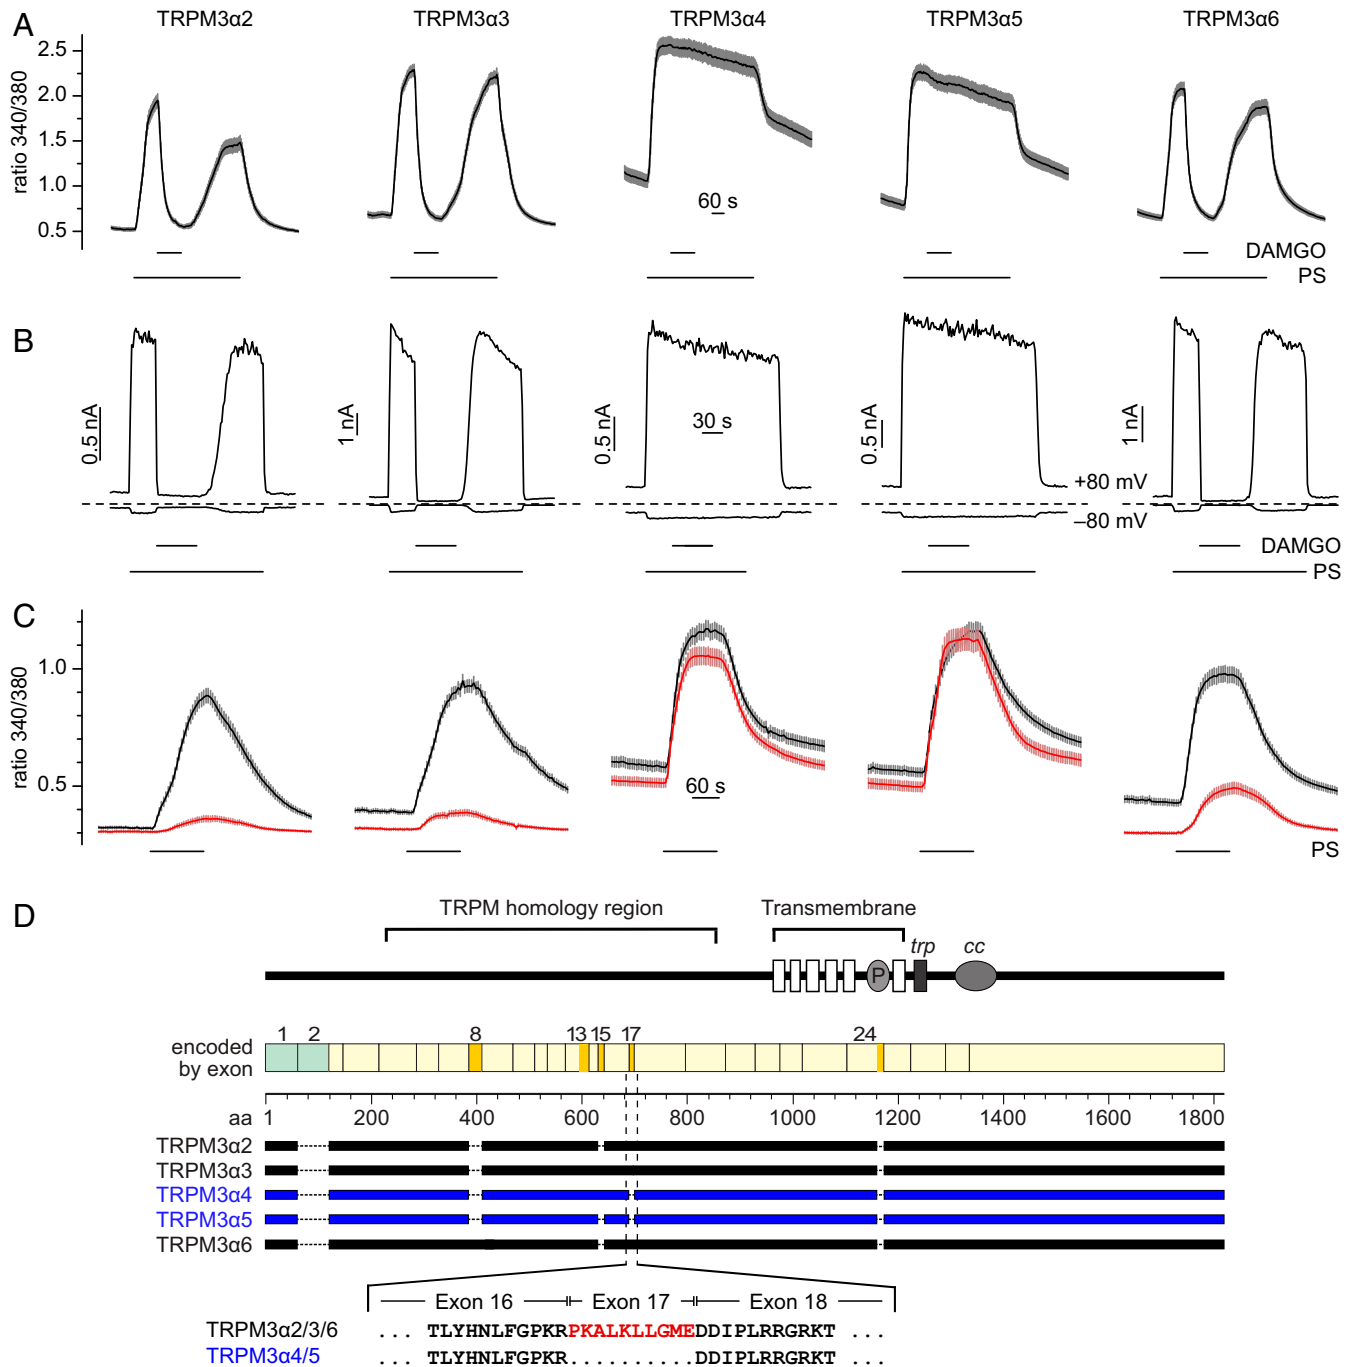 A
TRPM3α2 TRPM3α3 TRPM3α4 TRPM3α5 TRPM3α6
ratio 340/380
2.5
2.0
1.5
1.0
0.5
60 s
DAMGO
PS
B
0.5 nA 1 nA 0.5 nA 0.5 nA 1 nA
30 s
+80 mV
–80 mV
DAMGO
PS
C
ratio 340/380
1.0
0.5
60 s
PS
D
TRPM homology region Transmembrane
trp cc
P
1 2 8 13 15 17 24
encoded
by exon
aa 1 200 400 600 800 1000 1200 1400 1600 1800
TRPM3α2
TRPM3α3
TRPM3α4
TRPM3α5
TRPM3α6
Exon 16 Exon 17 Exon 18
TRPM3α2/3/6 ... TLYHNLFGPKRPKALKLLGMEDDIPLRRGRKT ...
TRPM3α4/5 ... TLYHNLFGPKR..........DDIPLRRGRKT ...